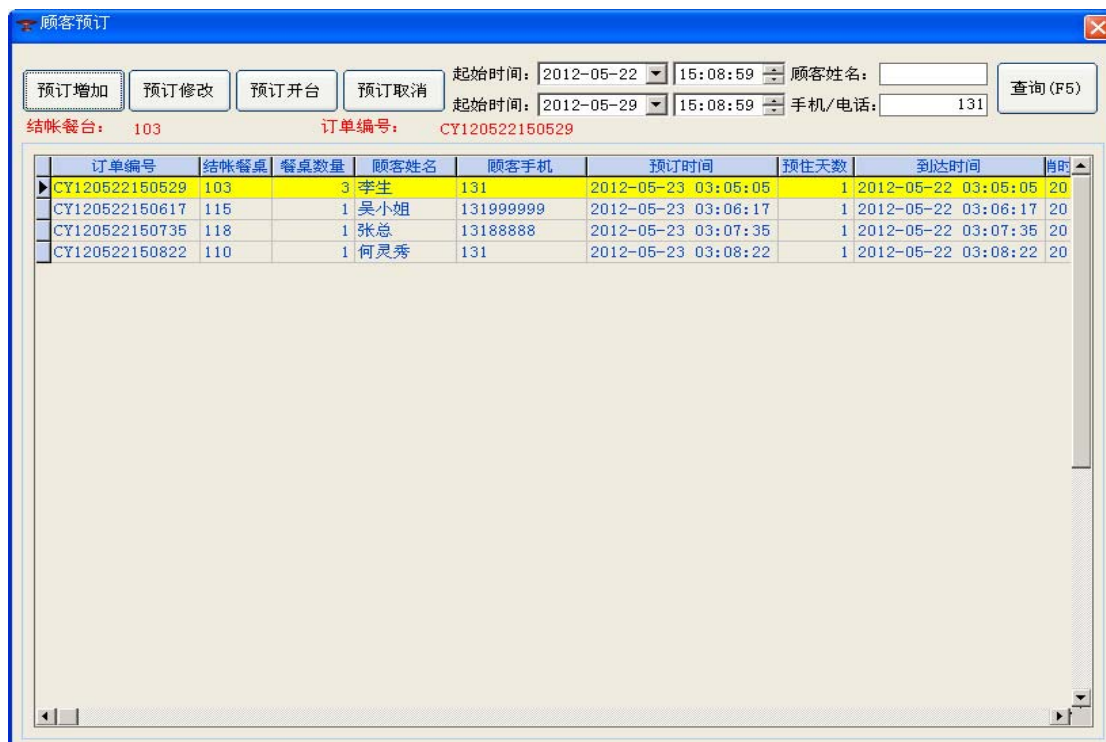 顾客预订
预订增加 预订修改 预订开台 预订取消 起始时间: 2012-05-22 15:08:59 顾客姓名: 查询(F5)
起始时间: 2012-05-29 15:08:59 手机/电话: 131
结帐餐台: 103 订单编号: CY120522150529
订单编号 结帐餐桌 餐桌数量 顾客姓名 顾客手机 预订时间 预住天数 到达时间 肖时
CY120522150529 103 3 李生 131 2012-05-23 03:05:05 1 2012-05-22 03:05:05 20
CY120522150617 115 1 吴小姐 131999999 2012-05-23 03:06:17 1 2012-05-22 03:06:17 20
CY120522150735 118 1 张总 13188888 2012-05-23 03:07:35 1 2012-05-22 03:07:35 20
CY120522150822 110 1 何灵秀 131 2012-05-23 03:08:22 1 2012-05-22 03:08:22 20